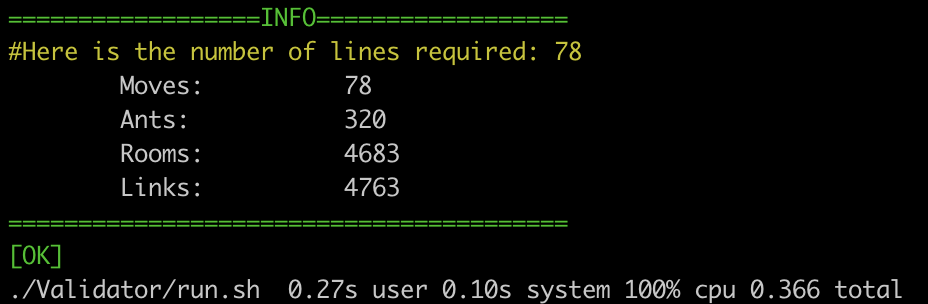 ==================INFO==================
#Here is the number of lines required: 78
        Moves:          78
        Ants:           320
        Rooms:          4683
        Links:          4763
========================================
[OK]
./Validator/run.sh  0.27s user 0.10s system 100% cpu 0.366 total